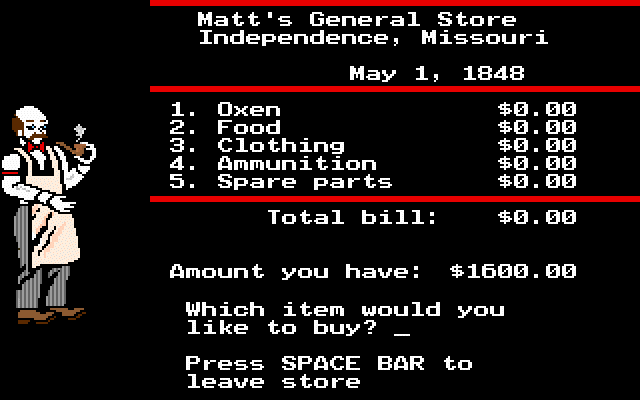 Matt's General Store
Independence, Missouri
May 1, 1848
1. Oxen $0.00
2. Food $0.00
3. Clothing $0.00
4. Ammunition $0.00
5. Spare parts $0.00
Total bill: $0.00
Amount you have: $1600.00
Which item would you
like to buy? _
Press SPACE BAR to
leave store